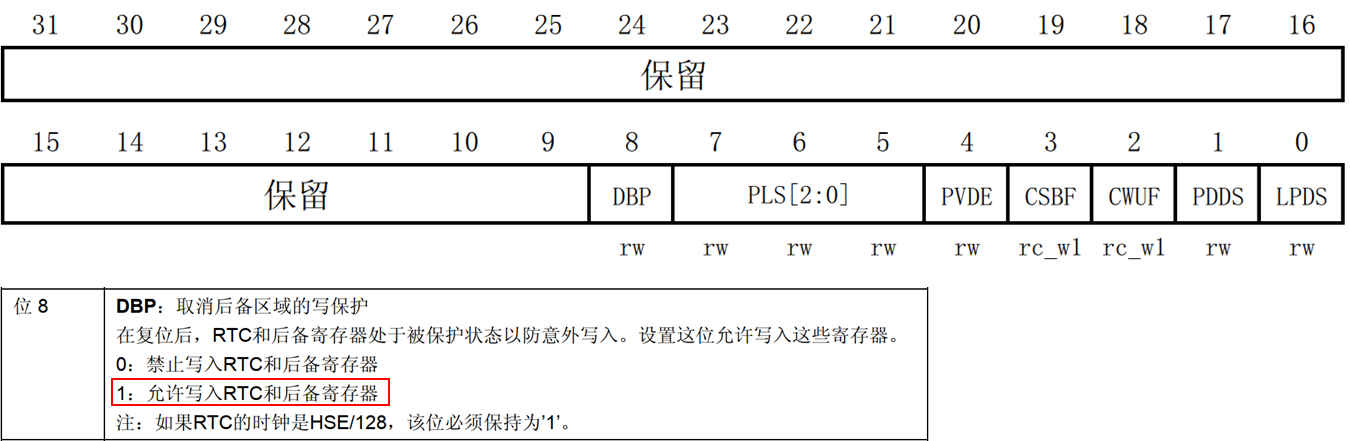 31 30 29 28 27 26 25 24 23 22 21 20 19 18 17 16
保留
15 14 13 12 11 10 9 8 7 6 5 4 3 2 1 0
保留 DBP PLS[2:0] PVDE CSBF CWUF PDDS LPDS
rw rw rw rw rw rc_w1 rc_w1 rw rw
位 8 DBP：取消后备区域的写保护
在复位后，RTC和后备寄存器处于被保护状态以防意外写入。设置这位允许写入这些寄存器。
0：禁止写入RTC和后备寄存器
1：允许写入RTC和后备寄存器
注：如果RTC的时钟是HSE/128，该位必须保持为’1’。